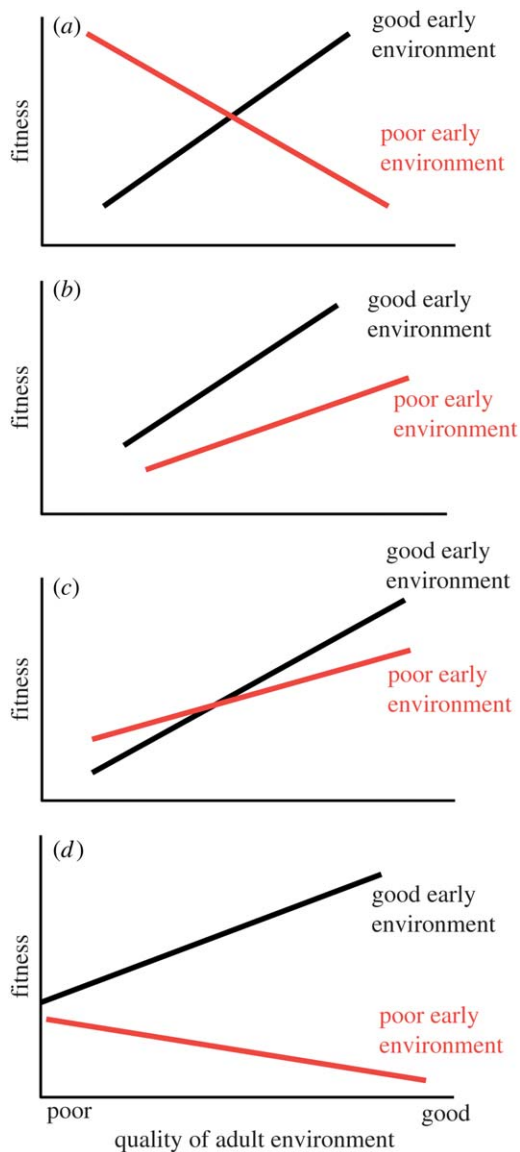 (a)
good early
environment
poor early
environment
fitness
(b)
good early
environment
poor early
environment
fitness
(c)
good early
environment
poor early
environment
fitness
(d)
good early
environment
poor early
environment
fitness
poor
good
quality of adult environment